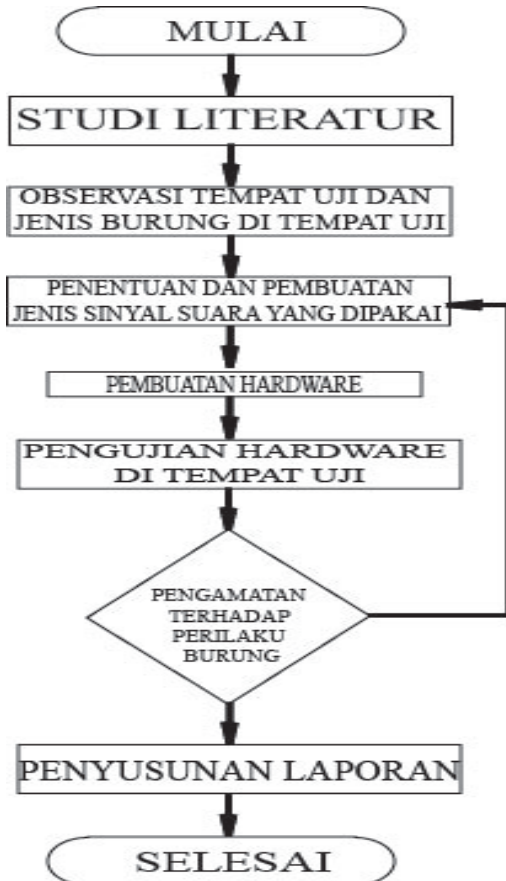 MULAI
STUDI LITERATUR
OBSERVASI TEMPAT UJI DAN
JENIS BURUNG DI TEMPAT UJI
PENENTUAN DAN PEMBUATAN
JENIS SINYAL SUARA YANG DIPAKAI
PEMBUATAN HARDWARE
PENGUJIAN HARDWARE
DI TEMPAT UJI
PENGAMATAN
TERHADAP
PERILAKU
BURUNG
PENYUSUNAN LAPORAN
SELESAI